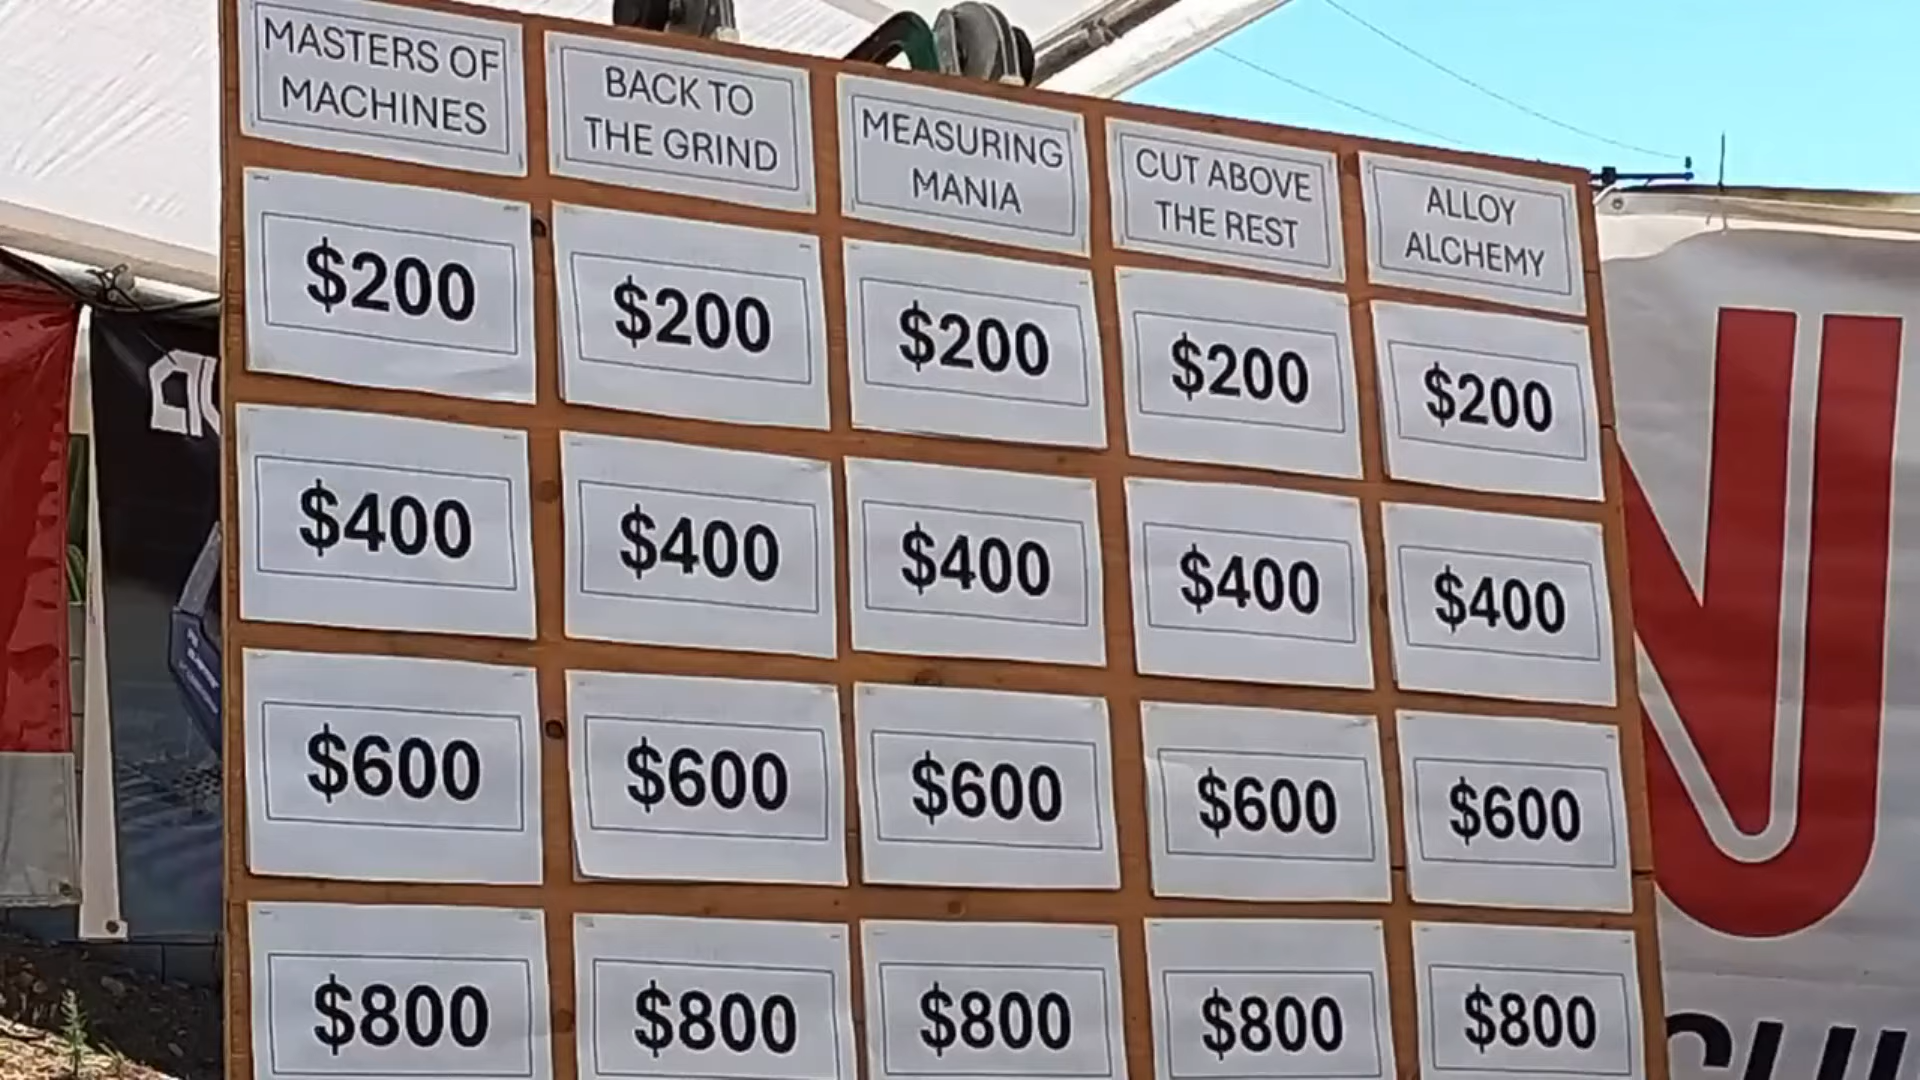 MASTERS OF
MACHINES
BACK TO
THE GRIND
MEASURING
MANIA
CUT ABOVE
THE REST
ALLOY
ALCHEMY
$200
$200
$200
$200
$200
$400
$400
$400
$400
$400
$600
$600
$600
$600
$600
$800
$800
$800
$800
$800